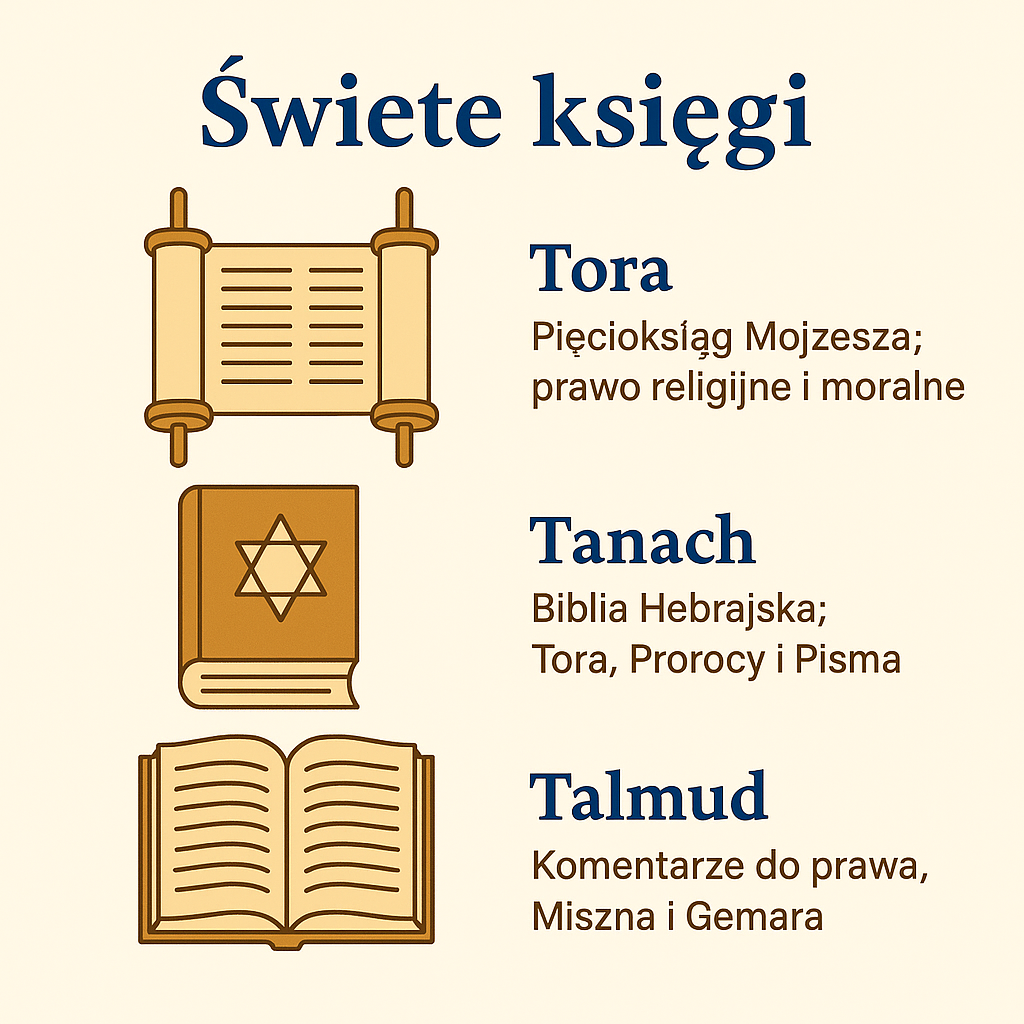 Świete księgi
Tora
Pięcioksiąg Mojzesza;
prawo religijne i moralne
Tanach
Biblia Hebrajska;
Tora, Prorocy i Pisma
Talmud
Komentarze do prawa,
Miszna i Gemara